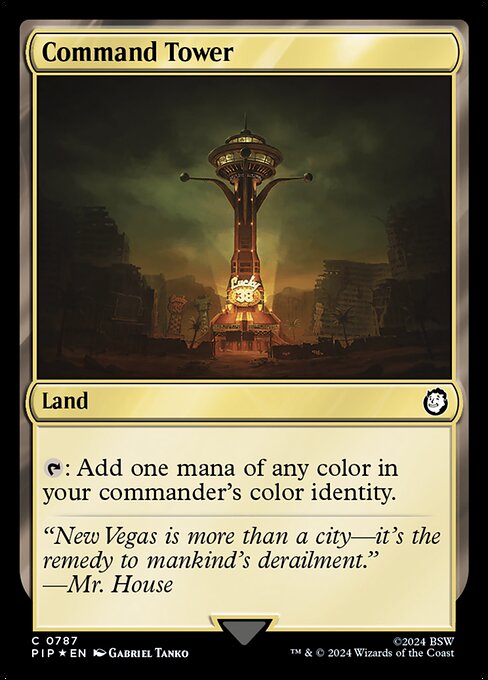 Command Tower
Lucky
38
Land
: Add one mana of any color in
your commander's color identity.
“New Vegas is more than a city—it's the
remedy to mankind's derailment.”
—Mr. House
C 0787
PIP★EN Gabriel Tanko
©2024 BSW
™ & © 2024 Wizards of the Coast